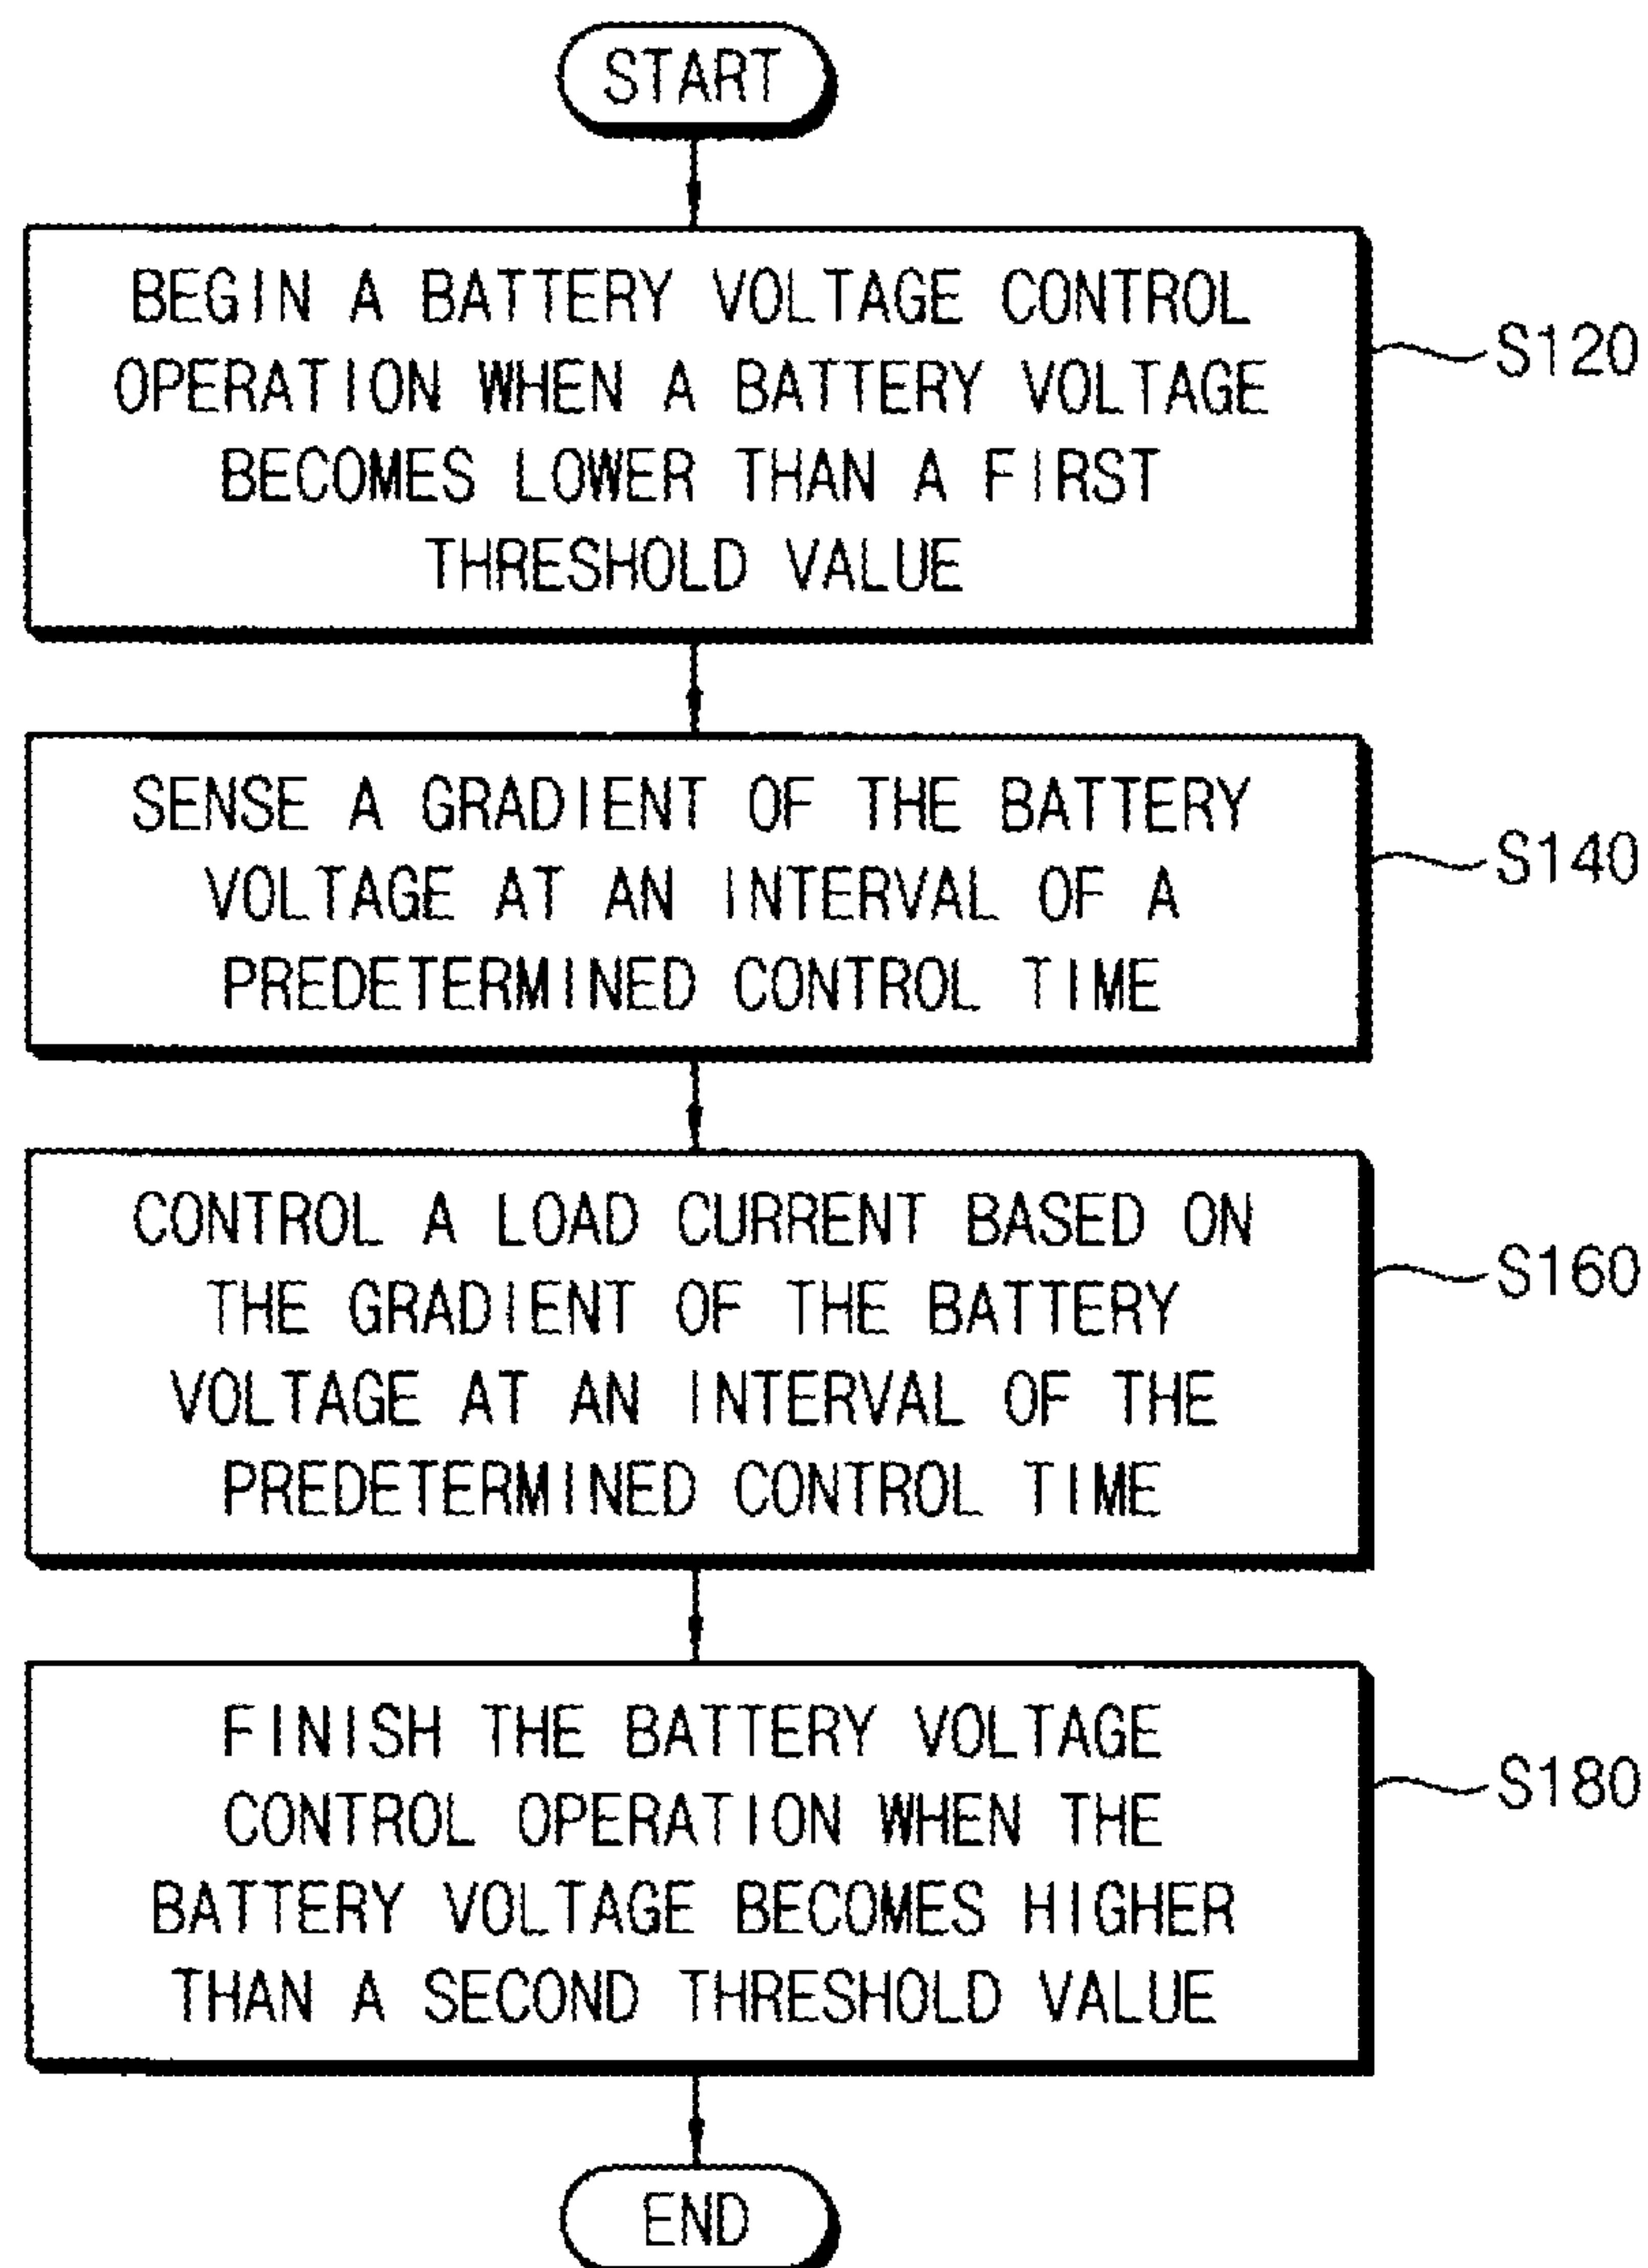 START
BEGIN A BATTERY VOLTAGE CONTROL
OPERATION WHEN A BATTERY VOLTAGE
BECOMES LOWER THAN A FIRST
THRESHOLD VALUE
S120
SENSE A GRADIENT OF THE BATTERY
VOLTAGE AT AN INTERVAL OF A
PREDETERMINED CONTROL TIME
S140
CONTROL A LOAD CURRENT BASED ON
THE GRADIENT OF THE BATTERY
VOLTAGE AT AN INTERVAL OF THE
PREDETERMINED CONTROL TIME
S160
FINISH THE BATTERY VOLTAGE
CONTROL OPERATION WHEN THE
BATTERY VOLTAGE BECOMES HIGHER
THAN A SECOND THRESHOLD VALUE
S180
END